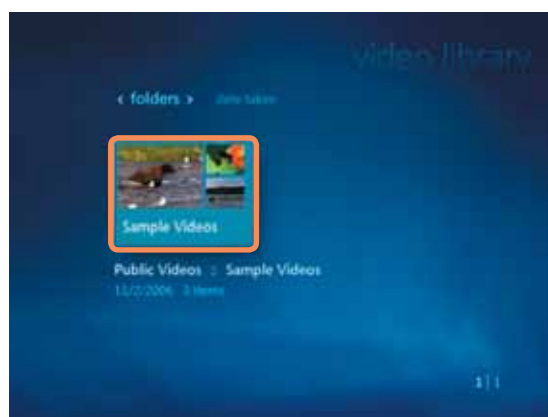 video library
‹ folders › date taken
Sample Videos
Public Videos : Sample Videos
11/2/2006 3 items
1 | 1